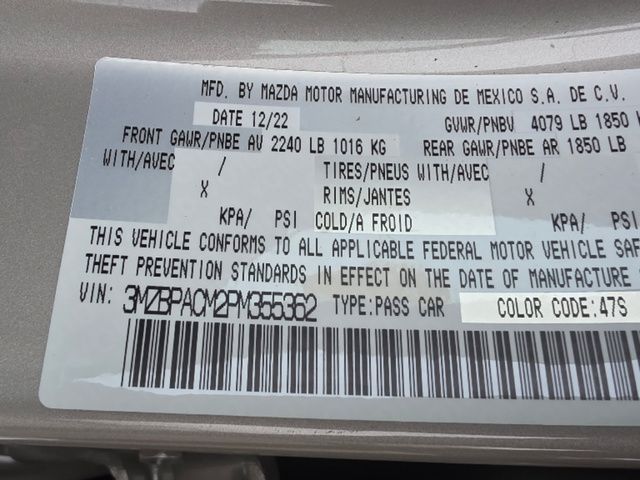 MFD. BY MAZDA MOTOR MANUFACTURING DE MEXICO S.A. DE C.V.
DATE 12/22 GVWR/PNBV 4079 LB 1850
FRONT GAWR/PNBE AV 2240 LB 1016 KG REAR GAWR/PNBE AR 1850 LB
WITH/AVEC / TIRES/PNEUS WITH/AVEC /
X RIMS/JANTES X
KPA/ PSI COLD/A FROID KPA/ PSI
THIS VEHICLE CONFORMS TO ALL APPLICABLE FEDERAL MOTOR VEHICLE SAF
THEFT PREVENTION STANDARDS IN EFFECT ON THE DATE OF MANUFACTURE
VIN: 3MZBPACM2PM355362 TYPE:PASS CAR COLOR CODE:47S